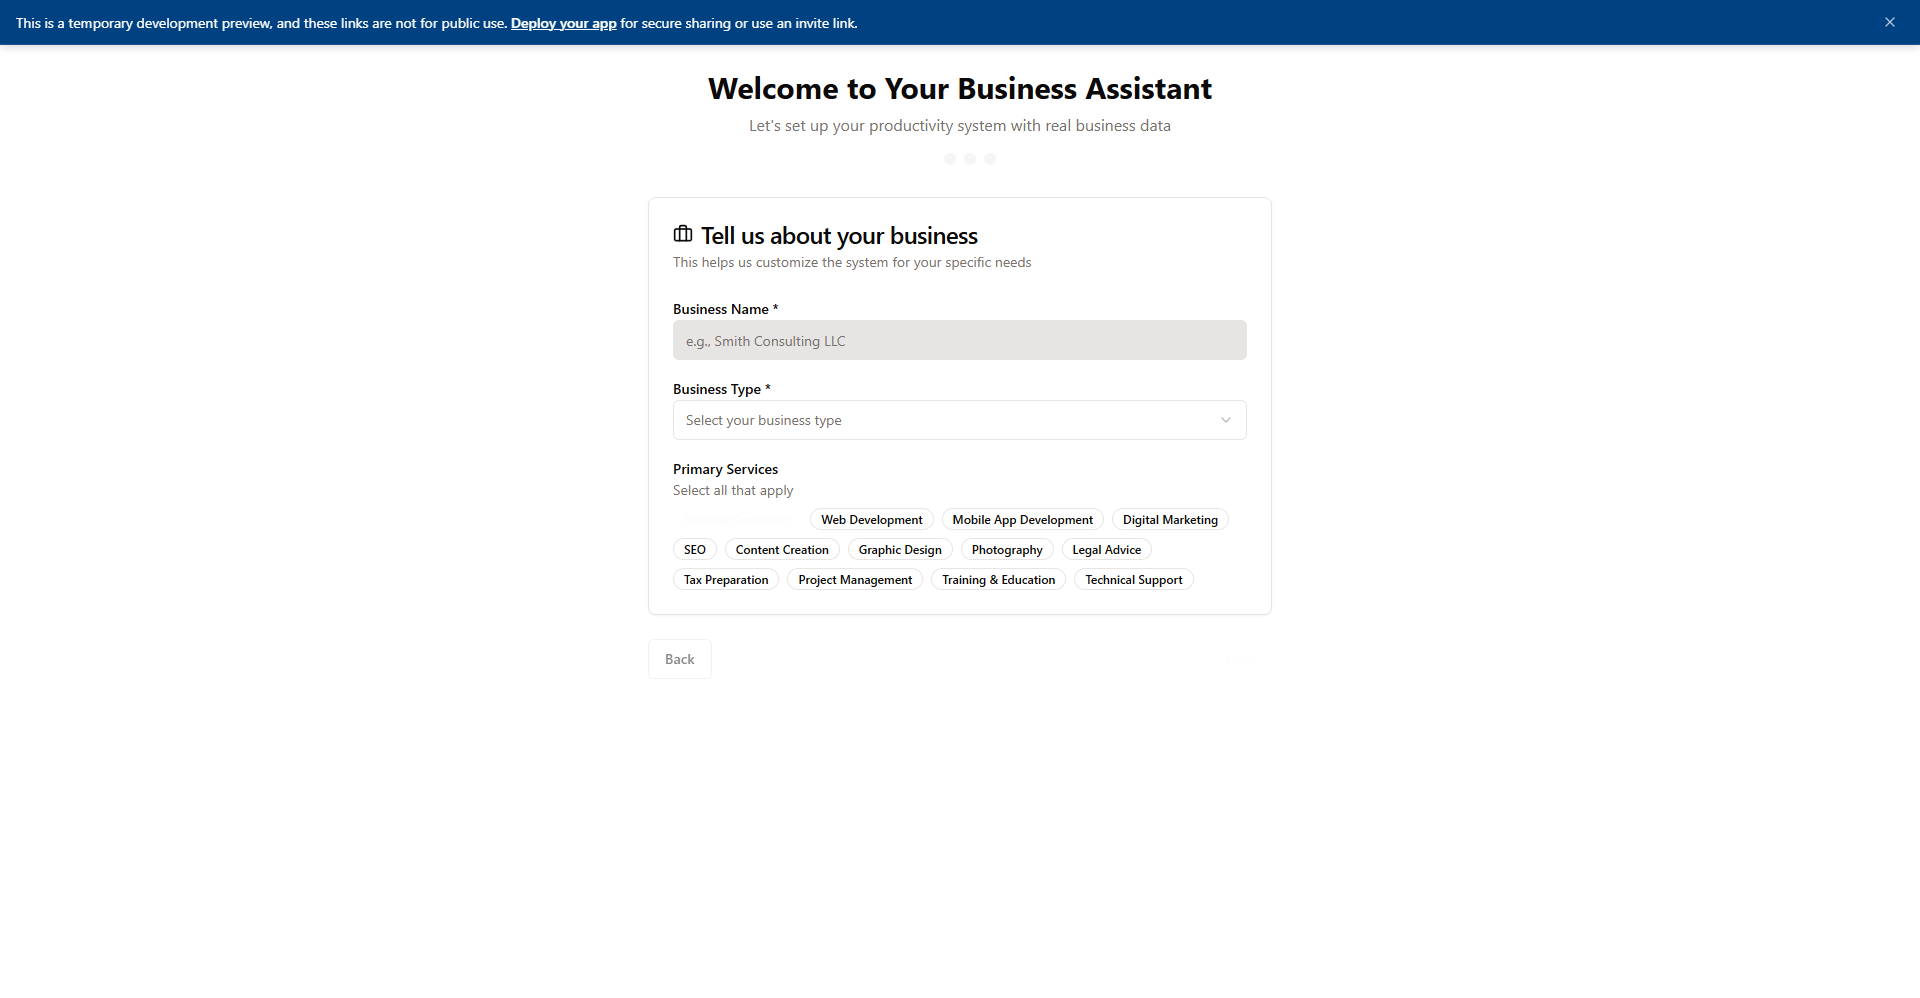 This is a temporary development preview, and these links are not for public use. Deploy your app for secure sharing or use an invite link.
Welcome to Your Business Assistant
Let's set up your productivity system with real business data
Tell us about your business
This helps us customize the system for your specific needs
Business Name *
e.g., Smith Consulting LLC
Business Type *
Select your business type
Primary Services
Select all that apply
Web Development Mobile App Development Digital Marketing
SEO Content Creation Graphic Design Photography Legal Advice
Tax Preparation Project Management Training & Education Technical Support
Back